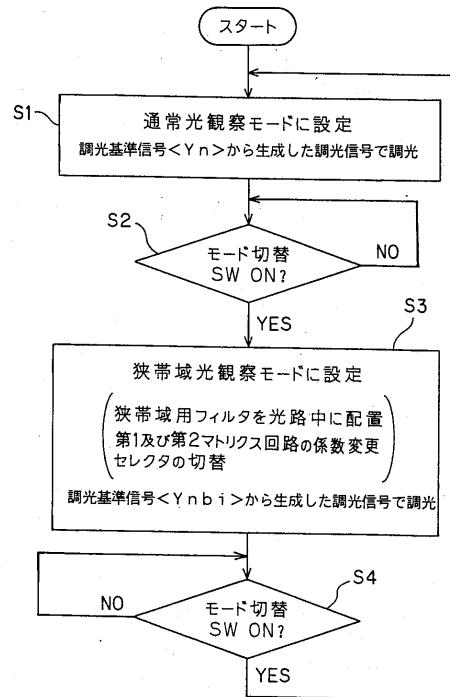 スタート
S1
通常光観察モードに設定
調光基準信号<Yn>から生成した調光信号で調光
S2
モード切替
SW ON?
NO
YES
S3
狭帯域光観察モードに設定
狭帯域用フィルタを光路中に配置
第1及び第2マトリクス回路の係数変更
セレクタの切替
調光基準信号<Ynbi>から生成した調光信号で調光
S4
NO
モード切替
SW ON?
YES